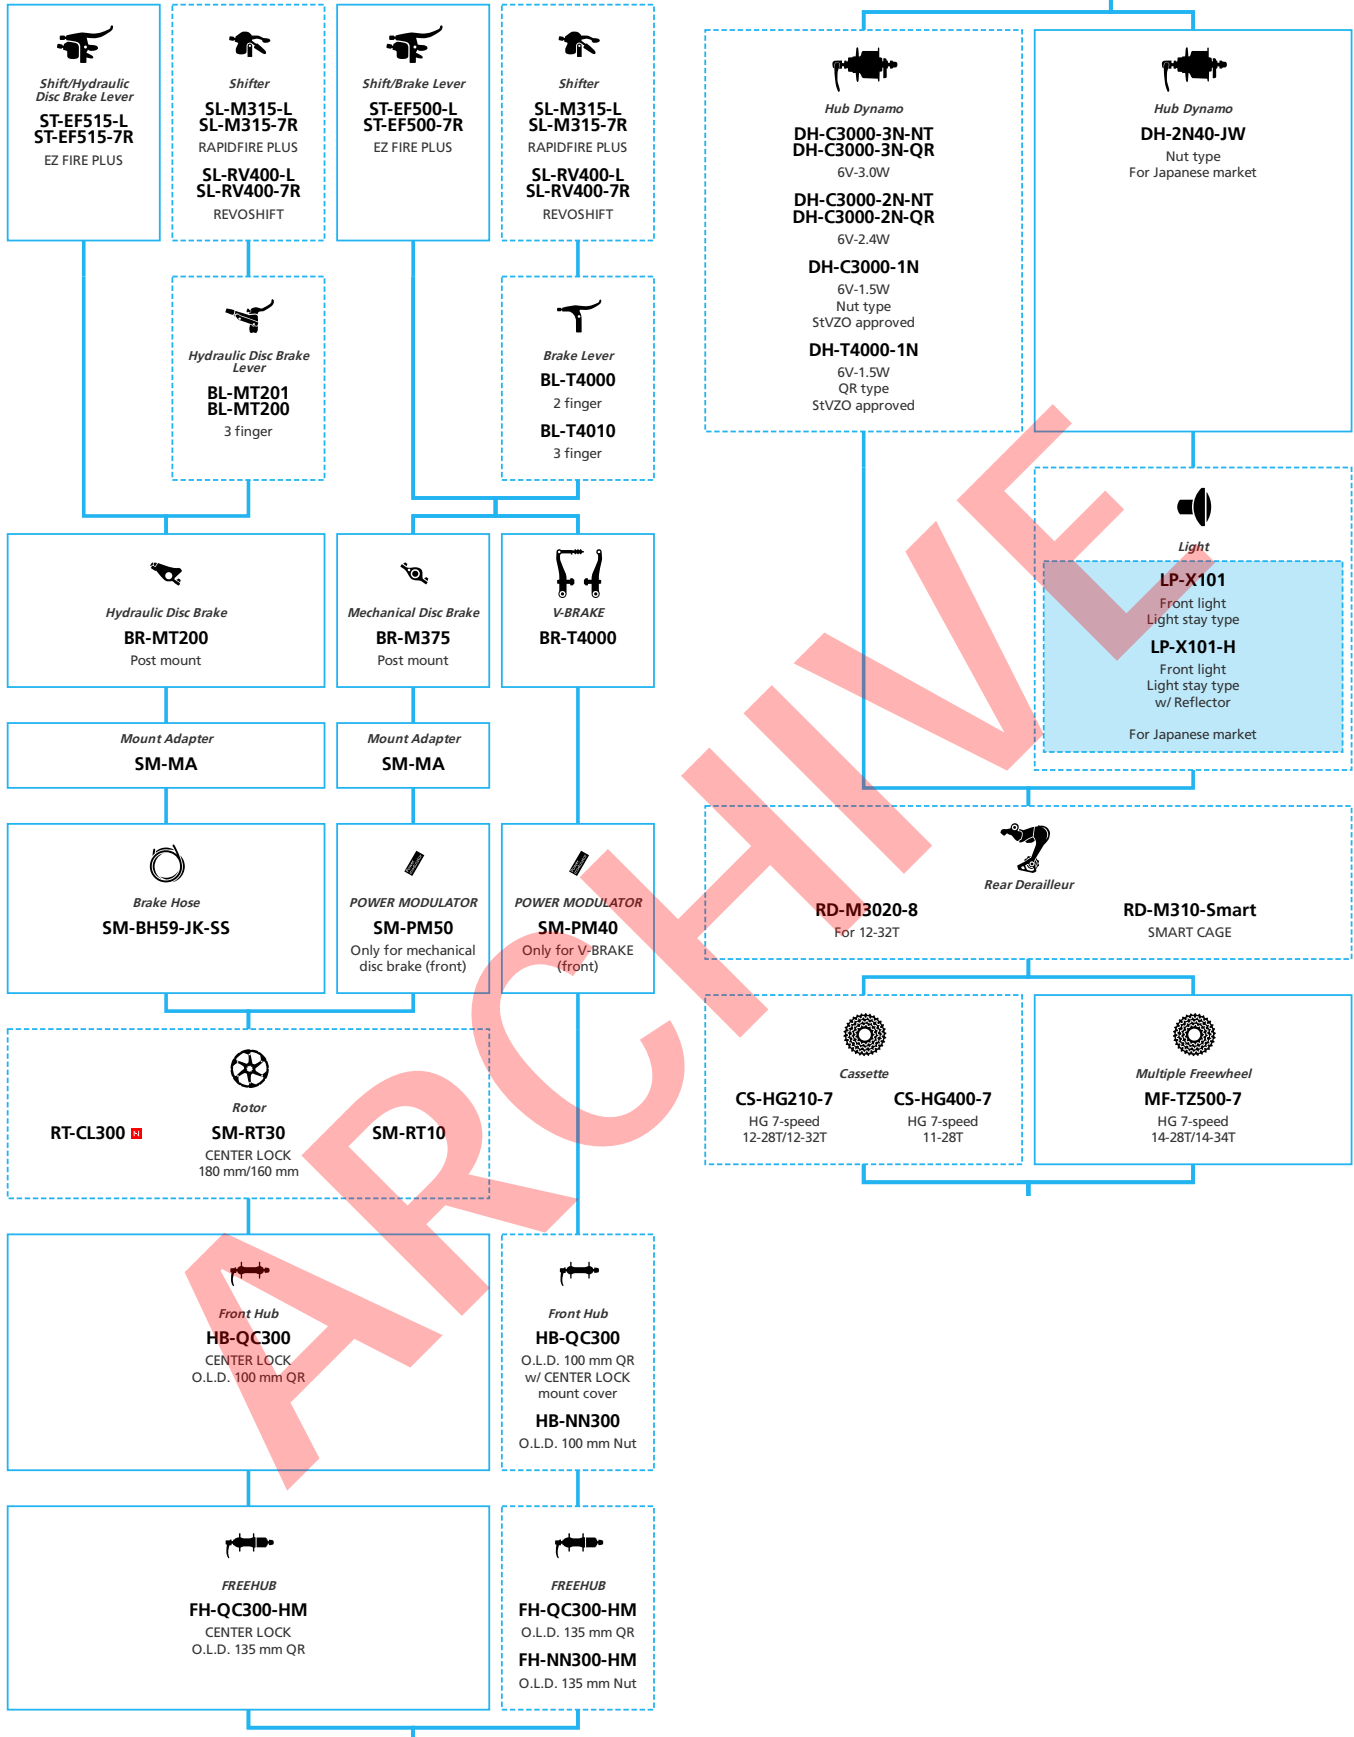 Shift/Hydraulic
Disc Brake Lever
ST-EF515-L
ST-EF515-7R
EZ FIRE PLUS
Shifter
SL-M315-L
SL-M315-7R
RAPIDFIRE PLUS
SL-RV400-L
SL-RV400-7R
REVOSHIFT
Shift/Brake Lever
ST-EF500-L
ST-EF500-7R
EZ FIRE PLUS
Shifter
SL-M315-L
SL-M315-7R
RAPIDFIRE PLUS
SL-RV400-L
SL-RV400-7R
REVOSHIFT
Hydraulic Disc Brake
Lever
BL-MT201
BL-MT200
3 finger
Brake Lever
BL-T4000
2 finger
BL-T4010
3 finger
Hydraulic Disc Brake
BR-MT200
Post mount
Mechanical Disc Brake
BR-M375
Post mount
V-BRAKE
BR-T4000
Mount Adapter
SM-MA
Mount Adapter
SM-MA
Brake Hose
SM-BH59-JK-SS
POWER MODULATOR
SM-PM50
Only for mechanical
disc brake (front)
POWER MODULATOR
SM-PM40
Only for V-BRAKE
(front)
Rotor
RT-CL300 N
SM-RT30
CENTER LOCK
180 mm/160 mm
SM-RT10
Front Hub
HB-QC300
CENTER LOCK
O.L.D. 100 mm QR
Front Hub
HB-QC300
O.L.D. 100 mm QR
w/ CENTER LOCK
mount cover
HB-NN300
O.L.D. 100 mm Nut
FREEHUB
FH-QC300-HM
CENTER LOCK
O.L.D. 135 mm QR
FREEHUB
FH-QC300-HM
O.L.D. 135 mm QR
FH-NN300-HM
O.L.D. 135 mm Nut
Hub Dynamo
DH-C3000-3N-NT
DH-C3000-3N-QR
6V-3.0W
DH-C3000-2N-NT
DH-C3000-2N-QR
6V-2.4W
DH-C3000-1N
6V-1.5W
Nut type
StVZO approved
DH-T4000-1N
6V-1.5W
QR type
StVZO approved
Hub Dynamo
DH-2N40-JW
Nut type
For Japanese market
Light
LP-X101
Front light
Light stay type
LP-X101-H
Front light
Light stay type
w/ Reflector
For Japanese market
Rear Derailleur
RD-M3020-8
For 12-32T
RD-M310-Smart
SMART CAGE
Cassette
CS-HG210-7
HG 7-speed
12-28T/12-32T
CS-HG400-7
HG 7-speed
11-28T
Multiple Freewheel
MF-TZ500-7
HG 7-speed
14-28T/14-34T
ARCHIVE